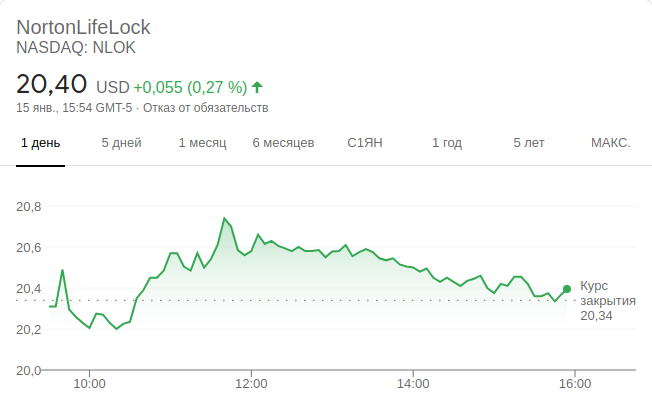 NortonLifeLock
NASDAQ: NLOK
20,40 USD +0,055 (0,27 %)
15 янв., 15:54 GMT-5 · Отказ от обязательств
1 день 5 дней 1 месяц 6 месяцев С1ЯН 1 год 5 лет МАКС.
20,8
20,6
20,4
20,2
20,0
Курс
закрытия
20,34
10:00 12:00 14:00 16:00